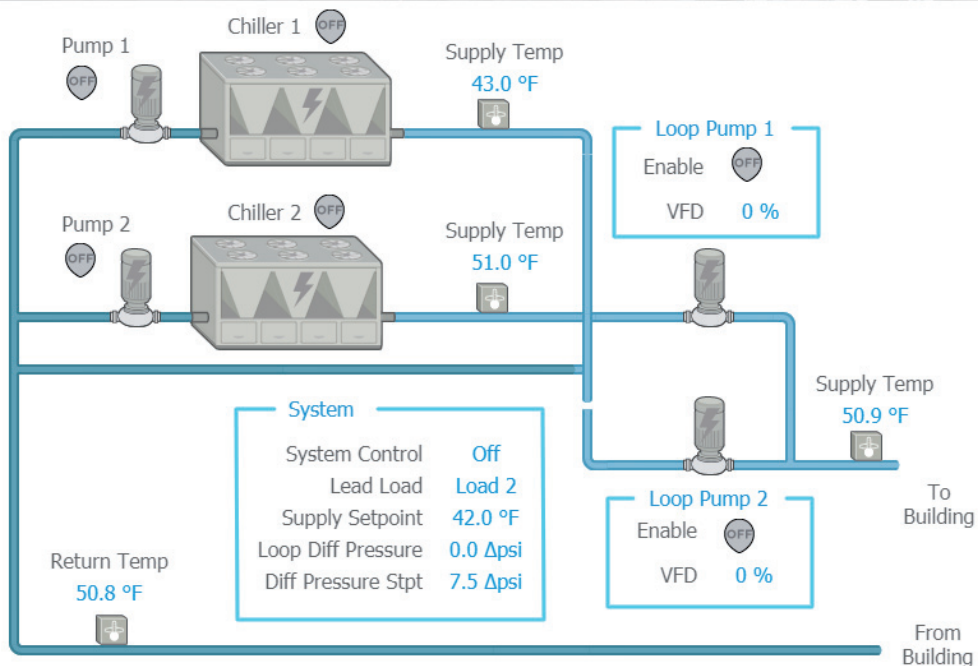 Pump 1
OFF
Chiller 1 OFF
Supply Temp
43.0 °F
Loop Pump 1
Enable OFF
VFD 0 %
Pump 2
OFF
Chiller 2 OFF
Supply Temp
51.0 °F
Supply Temp
50.9 °F
To
Building
System
System Control Off
Lead Load Load 2
Supply Setpoint 42.0 °F
Loop Diff Pressure 0.0 Δpsi
Diff Pressure Stpt 7.5 Δpsi
Loop Pump 2
Enable OFF
VFD 0 %
Return Temp
50.8 °F
From
Building